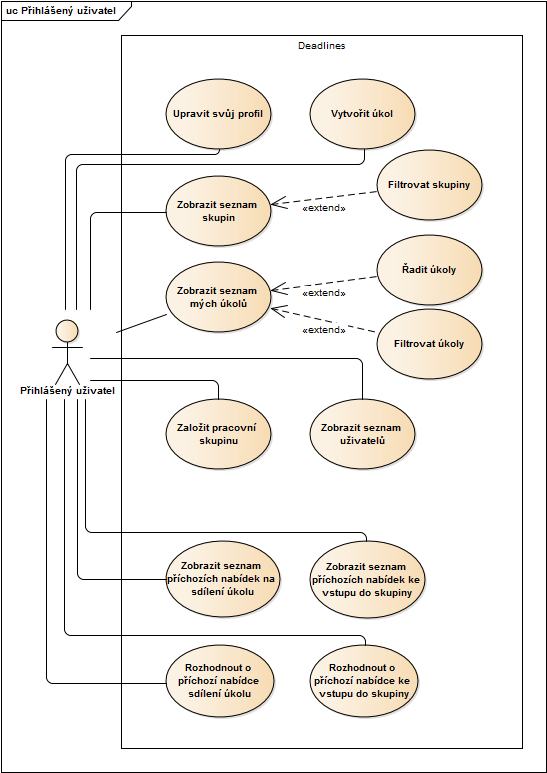 uc Přihlášený uživatel
Deadlines
Upravit svůj profil
Vytvořit úkol
Zobrazit seznam
skupin
Filtrovat skupiny
«extend»
Zobrazit seznam
mých úkolů
Řadit úkoly
«extend»
«extend»
Filtrovat úkoly
Přihlášený uživatel
Založit pracovní
skupinu
Zobrazit seznam
uživatelů
Zobrazit seznam
příchozích nabídek na
sdílení úkolu
Zobrazit seznam
příchozích nabídek ke
vstupu do skupiny
Rozhodnout o
příchozí nabídce
sdílení úkolu
Rozhodnout o
příchozí nabídce ke
vstupu do skupiny